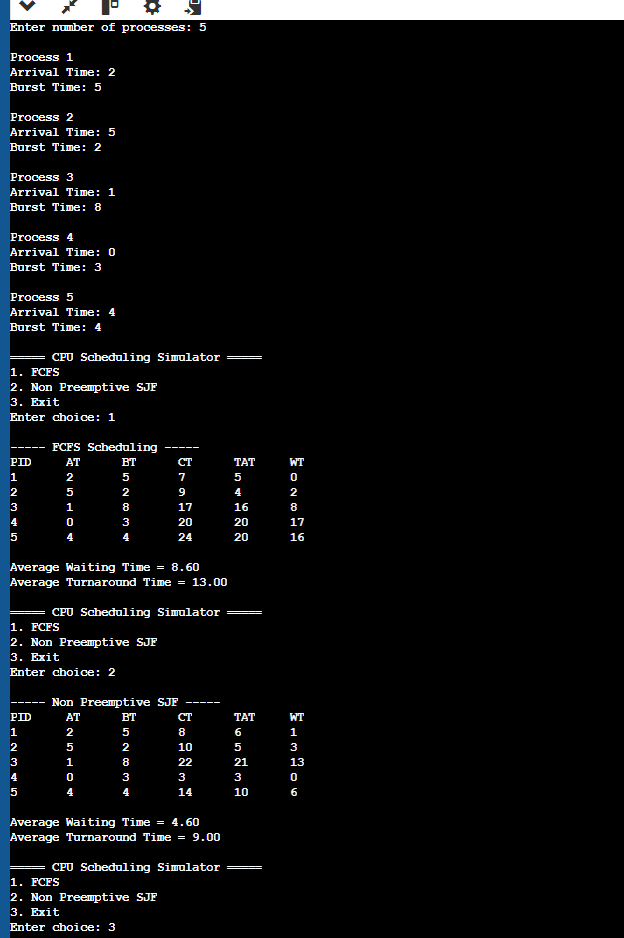 Enter number of processes: 5
Process 1
Arrival Time: 2
Burst Time: 5
Process 2
Arrival Time: 5
Burst Time: 2
Process 3
Arrival Time: 1
Burst Time: 8
Process 4
Arrival Time: 0
Burst Time: 3
Process 5
Arrival Time: 4
Burst Time: 4
===== CPU Scheduling Simulator =====
1. FCFS
2. Non Preemptive SJF
3. Exit
Enter choice: 1
----- FCFS Scheduling -----
PID AT BT CT TAT WT
1 2 5 7 5 0
2 5 2 9 4 2
3 1 8 17 16 8
4 0 3 20 20 17
5 4 4 24 20 16
Average Waiting Time = 8.60
Average Turnaround Time = 13.00
===== CPU Scheduling Simulator =====
1. FCFS
2. Non Preemptive SJF
3. Exit
Enter choice: 2
----- Non Preemptive SJF -----
PID AT BT CT TAT WT
1 2 5 8 6 1
2 5 2 10 5 3
3 1 8 22 21 13
4 0 3 3 3 0
5 4 4 14 10 6
Average Waiting Time = 4.60
Average Turnaround Time = 9.00
===== CPU Scheduling Simulator =====
1. FCFS
2. Non Preemptive SJF
3. Exit
Enter choice: 3